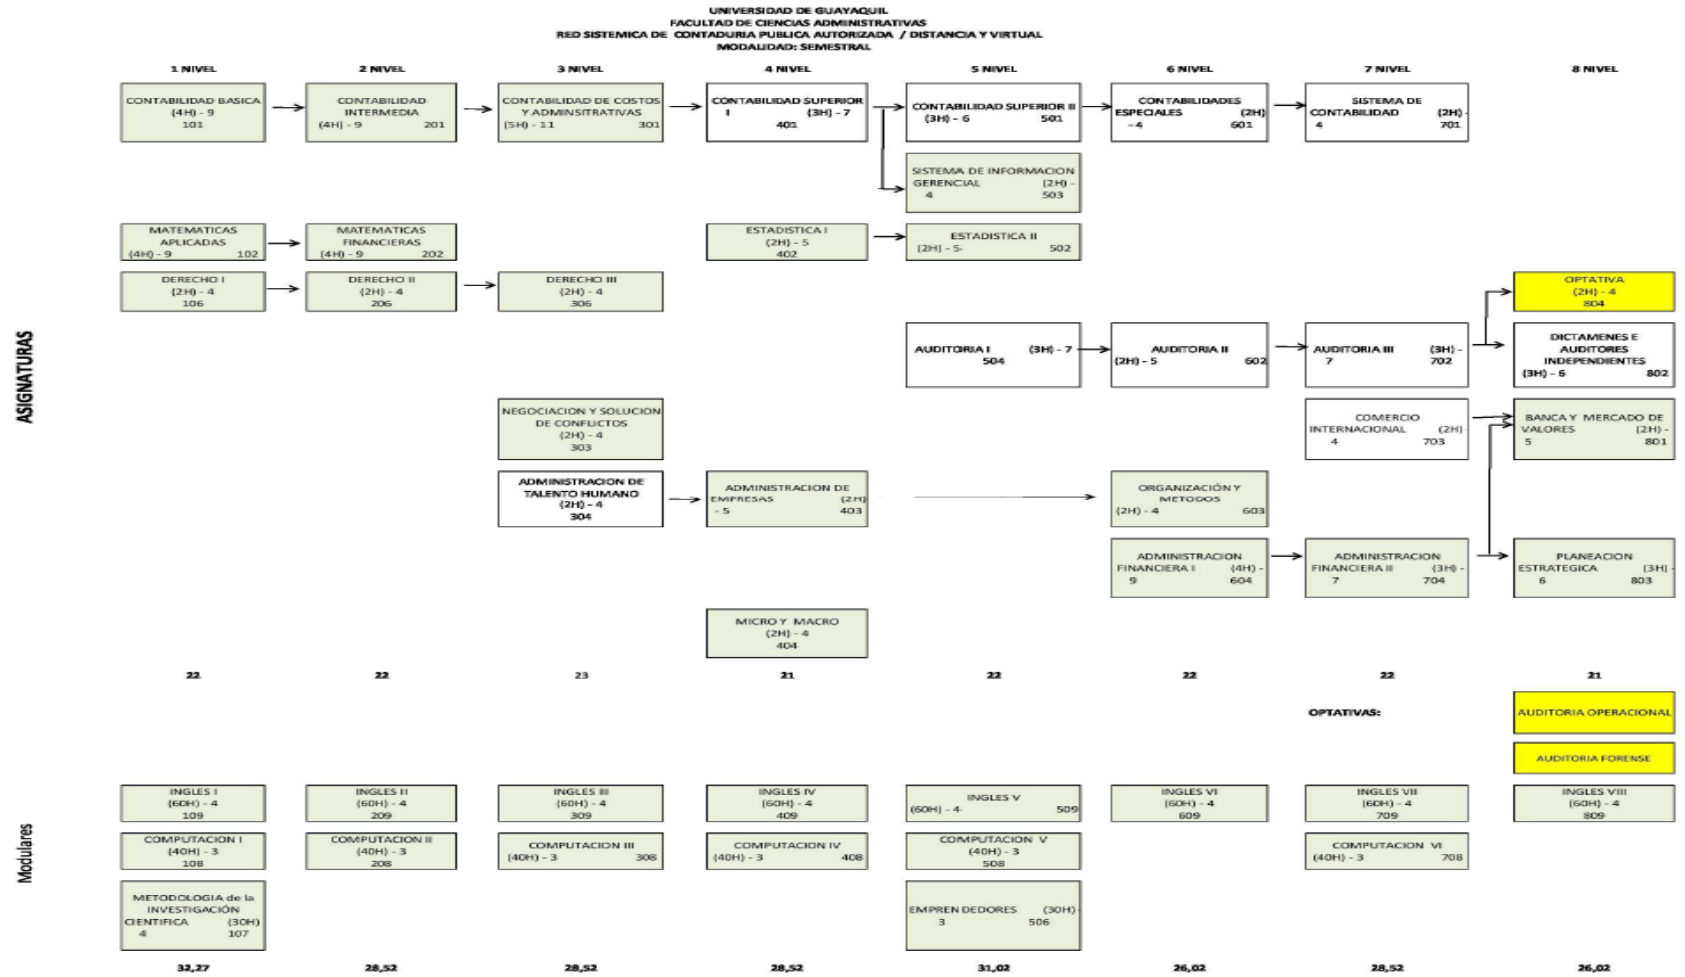 UNIVERSIDAD DE GUAYAQUIL
FACULTAD DE CIENCIAS ADMINISTRATIVAS
RED SISTEMICA DE CONTADURIA PUBLICA AUTORIZADA / DISTANCIA Y VIRTUAL
MODALIDAD: SEMESTRAL
1 NIVEL 2 NIVEL 3 NIVEL 4 NIVEL 5 NIVEL 6 NIVEL 7 NIVEL 8 NIVEL
ASIGNATURAS
CONTABILIDAD BASICA
(4H) - 9
101
CONTABILIDAD
INTERMEDIA
(4H) - 9 201
CONTABILIDAD DE COSTOS
Y ADMINSITRATIVAS
(5H) - 11 301
CONTABILIDAD SUPERIOR
I (3H) - 7
401
CONTABILIDAD SUPERIOR II
(3H) - 6 501
CONTABILIDADES
ESPECIALES (2H)
- 4 601
SISTEMA DE
CONTABILIDAD (2H) -
4 701
SISTEMA DE INFORMACION
GERENCIAL (2H) -
4 503
MATEMATICAS
APLICADAS
(4H) - 9 102
MATEMATICAS
FINANCIERAS
(4H) - 9 202
ESTADISTICA I
(2H) - 5
402
ESTADISTICA II
(2H) - 5- 502
DERECHO I
(2H) - 4
106
DERECHO II
(2H) - 4
206
DERECHO III
(2H) - 4
306
OPTATIVA
(2H) - 4
804
AUDITORIA I (3H) - 7
504
AUDITORIA II
(2H) - 5 602
AUDITORIA III (3H) -
7 702
DICTAMENES E
AUDITORES
INDEPENDIENTES
(3H) - 6 802
NEGOCIACION Y SOLUCION
DE CONFLICTOS
(2H) - 4
303
COMERCIO
INTERNACIONAL (2H) -
4 703
BANCA Y MERCADO DE
VALORES (2H) -
5 801
ADMINISTRACION DE
TALENTO HUMANO
(2H) - 4
304
ADMINISTRACION DE
EMPRESAS (2H)
- 5 403
ORGANIZACIÓN Y
METODOS
(2H) - 4 603
ADMINISTRACION
FINANCIERA I (4H) -
9 604
ADMINISTRACION
FINANCIERA II (3H) -
7 704
PLANEACION
ESTRATEGICA (3H) -
6 803
MICRO Y MACRO
(2H) - 4
404
22 22 23 21 22 22 22 21
OPTATIVAS:
AUDITORIA OPERACIONAL
AUDITORIA FORENSE
Modulares
INGLES I
(60H) - 4
109
INGLES II
(60H) - 4
209
INGLES III
(60H) - 4
309
INGLES IV
(60H) - 4
409
INGLES V
(60H) - 4- 509
INGLES VI
(60H) - 4
609
INGLES VII
(60H) - 4
709
INGLES VIII
(60H) - 4
809
COMPUTACION I
(40H) - 3
108
COMPUTACION II
(40H) - 3
208
COMPUTACION III
(40H) - 3 308
COMPUTACION IV
(40H) - 3 408
COMPUTACION V
(40H) - 3
508
COMPUTACION VI
(40H) - 3 708
METODOLOGIA de la
INVESTIGACIÓN
CIENTIFICA (30H)
4 107
EMPRENDEDORES (30H) -
3 506
32,27 28,52 28,52 28,52 31,02 26,02 28,52 26,02